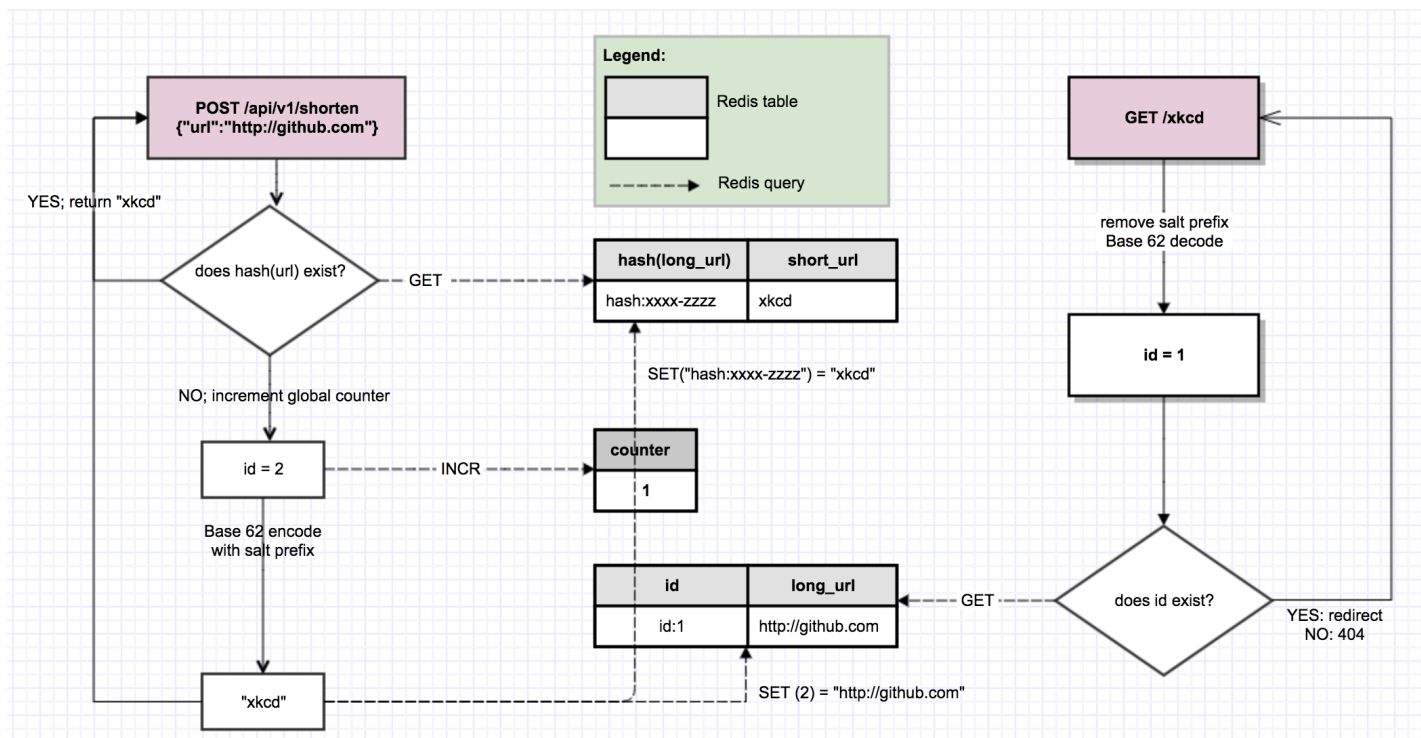 Legend:
Redis table
Redis query
POST /api/v1/shorten
{"url":"http://github.com"}
YES; return "xkcd"
does hash(url) exist?
GET
NO; increment global counter
id = 2
INCR
Base 62 encode
with salt prefix
"xkcd"
hash(long_url) short_url
hash:xxxx-zzzz xkcd
SET("hash:xxxx-zzzz") = "xkcd"
counter
1
id long_url
id:1 http://github.com
SET (2) = "http://github.com"
GET /xkcd
remove salt prefix
Base 62 decode
id = 1
does id exist?
GET
YES: redirect
NO: 404